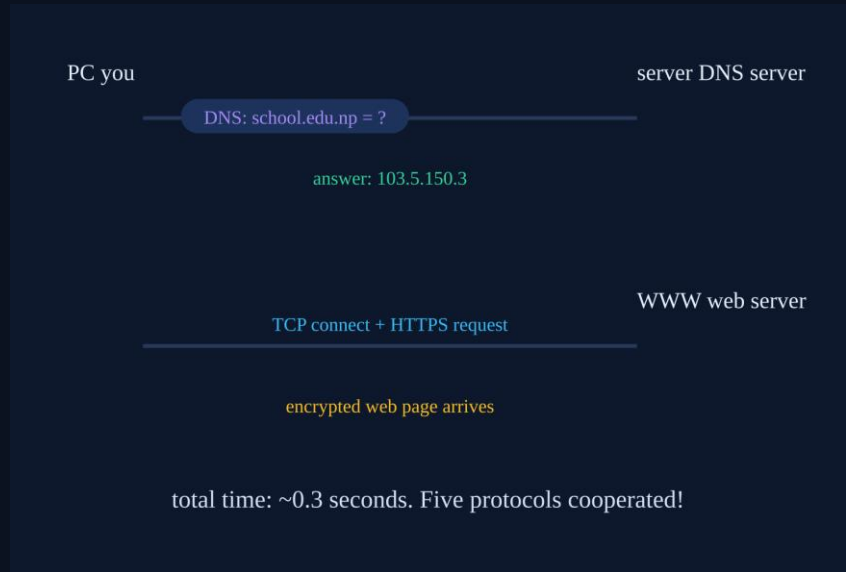 PC you
server DNS server
DNS: school.edu.np = ?
answer: 103.5.150.3
WWW web server
TCP connect + HTTPS request
encrypted web page arrives
total time: ~0.3 seconds. Five protocols cooperated!